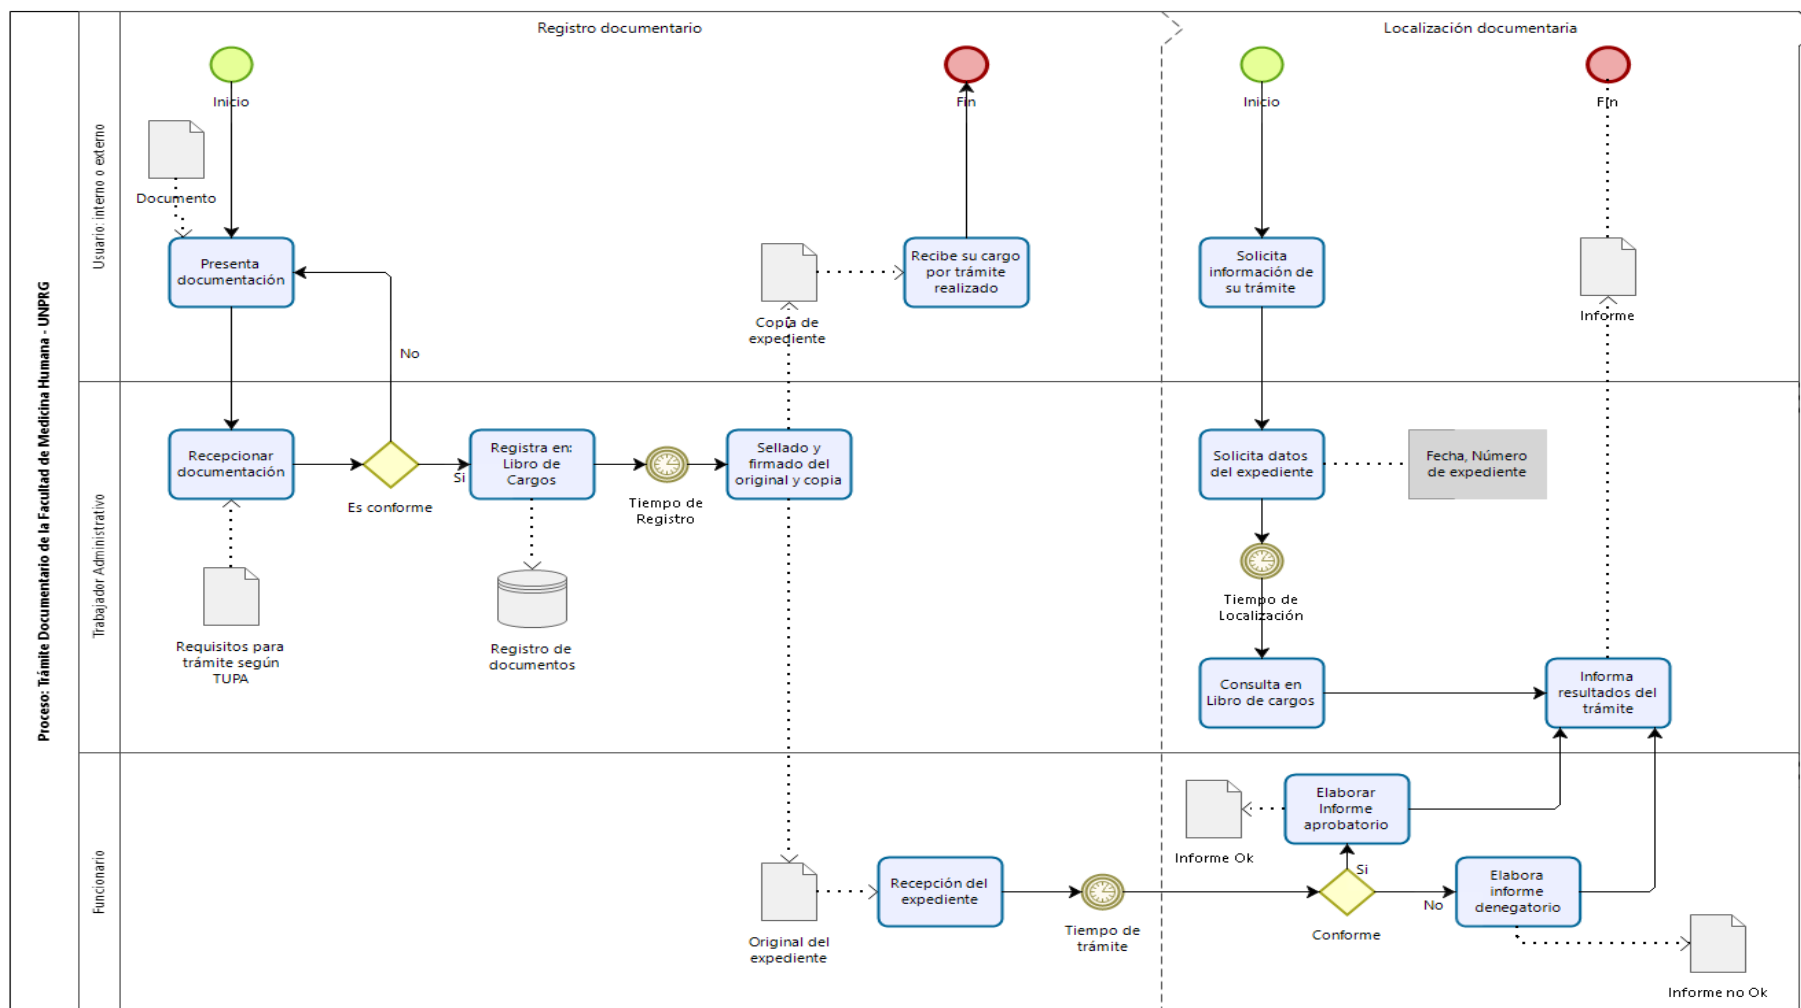 Proceso: Trámite Documentario de la Facultad de Medicina Humana - UNPRG
Registro documentario
Localización documentaria
Usuario: interno o externo
Inicio
Fin
Inicio
Fin
Documento
Presenta
documentación
No
Copia de
expediente
Recibe su cargo
por trámite
realizado
Solicita
información de
su trámite
Informe
Trabajador Administrativo
Recepcionar
documentación
Es conforme
Si
Registra en:
Libro de
Cargos
Tiempo de
Registro
Sellado y
firmado del
original y copia
Solicita datos
del expediente
Fecha, Número
de expediente
Requisitos para
trámite según
TUPA
Registro de
documentos
Tiempo de
Localización
Consulta en
Libro de cargos
Informa
resultados del
trámite
Funcionario
Original del
expediente
Recepción del
expediente
Tiempo de
trámite
Elaborar
Informe
aprobatorio
Informe Ok
Si
Conforme
No
Elabora
informe
denegatorio
Informe no Ok